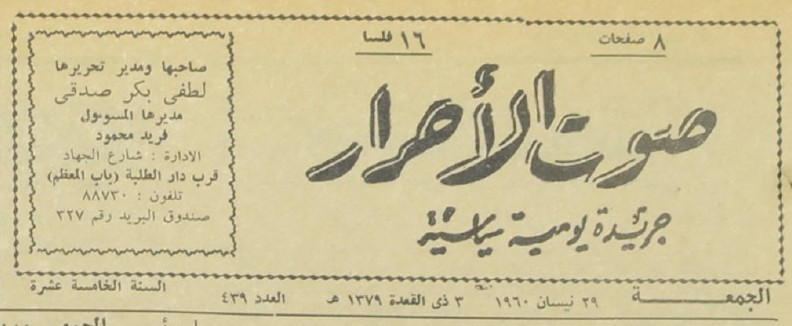 ٨ صفحات
١٦ فلسا
صوت الأحرار
جريدة يومية سياسية
صاحبها ومدير تحريرها
لطفي بكر صدقي
مديرها المسؤول
فريد محمود
الادارة : شارع الجهاد
قرب دار الطلبة (باب المعظم)
تلفون : ٨٨٧٣٠
صندوق البريد رقم ٣٢٧
الجمعـــة ٢٩ نيسان ١٩٦٠ ٣ ذى القعدة ١٣٧٩ هـ العدد ٤٣٩ السنة الخامسة عشرة